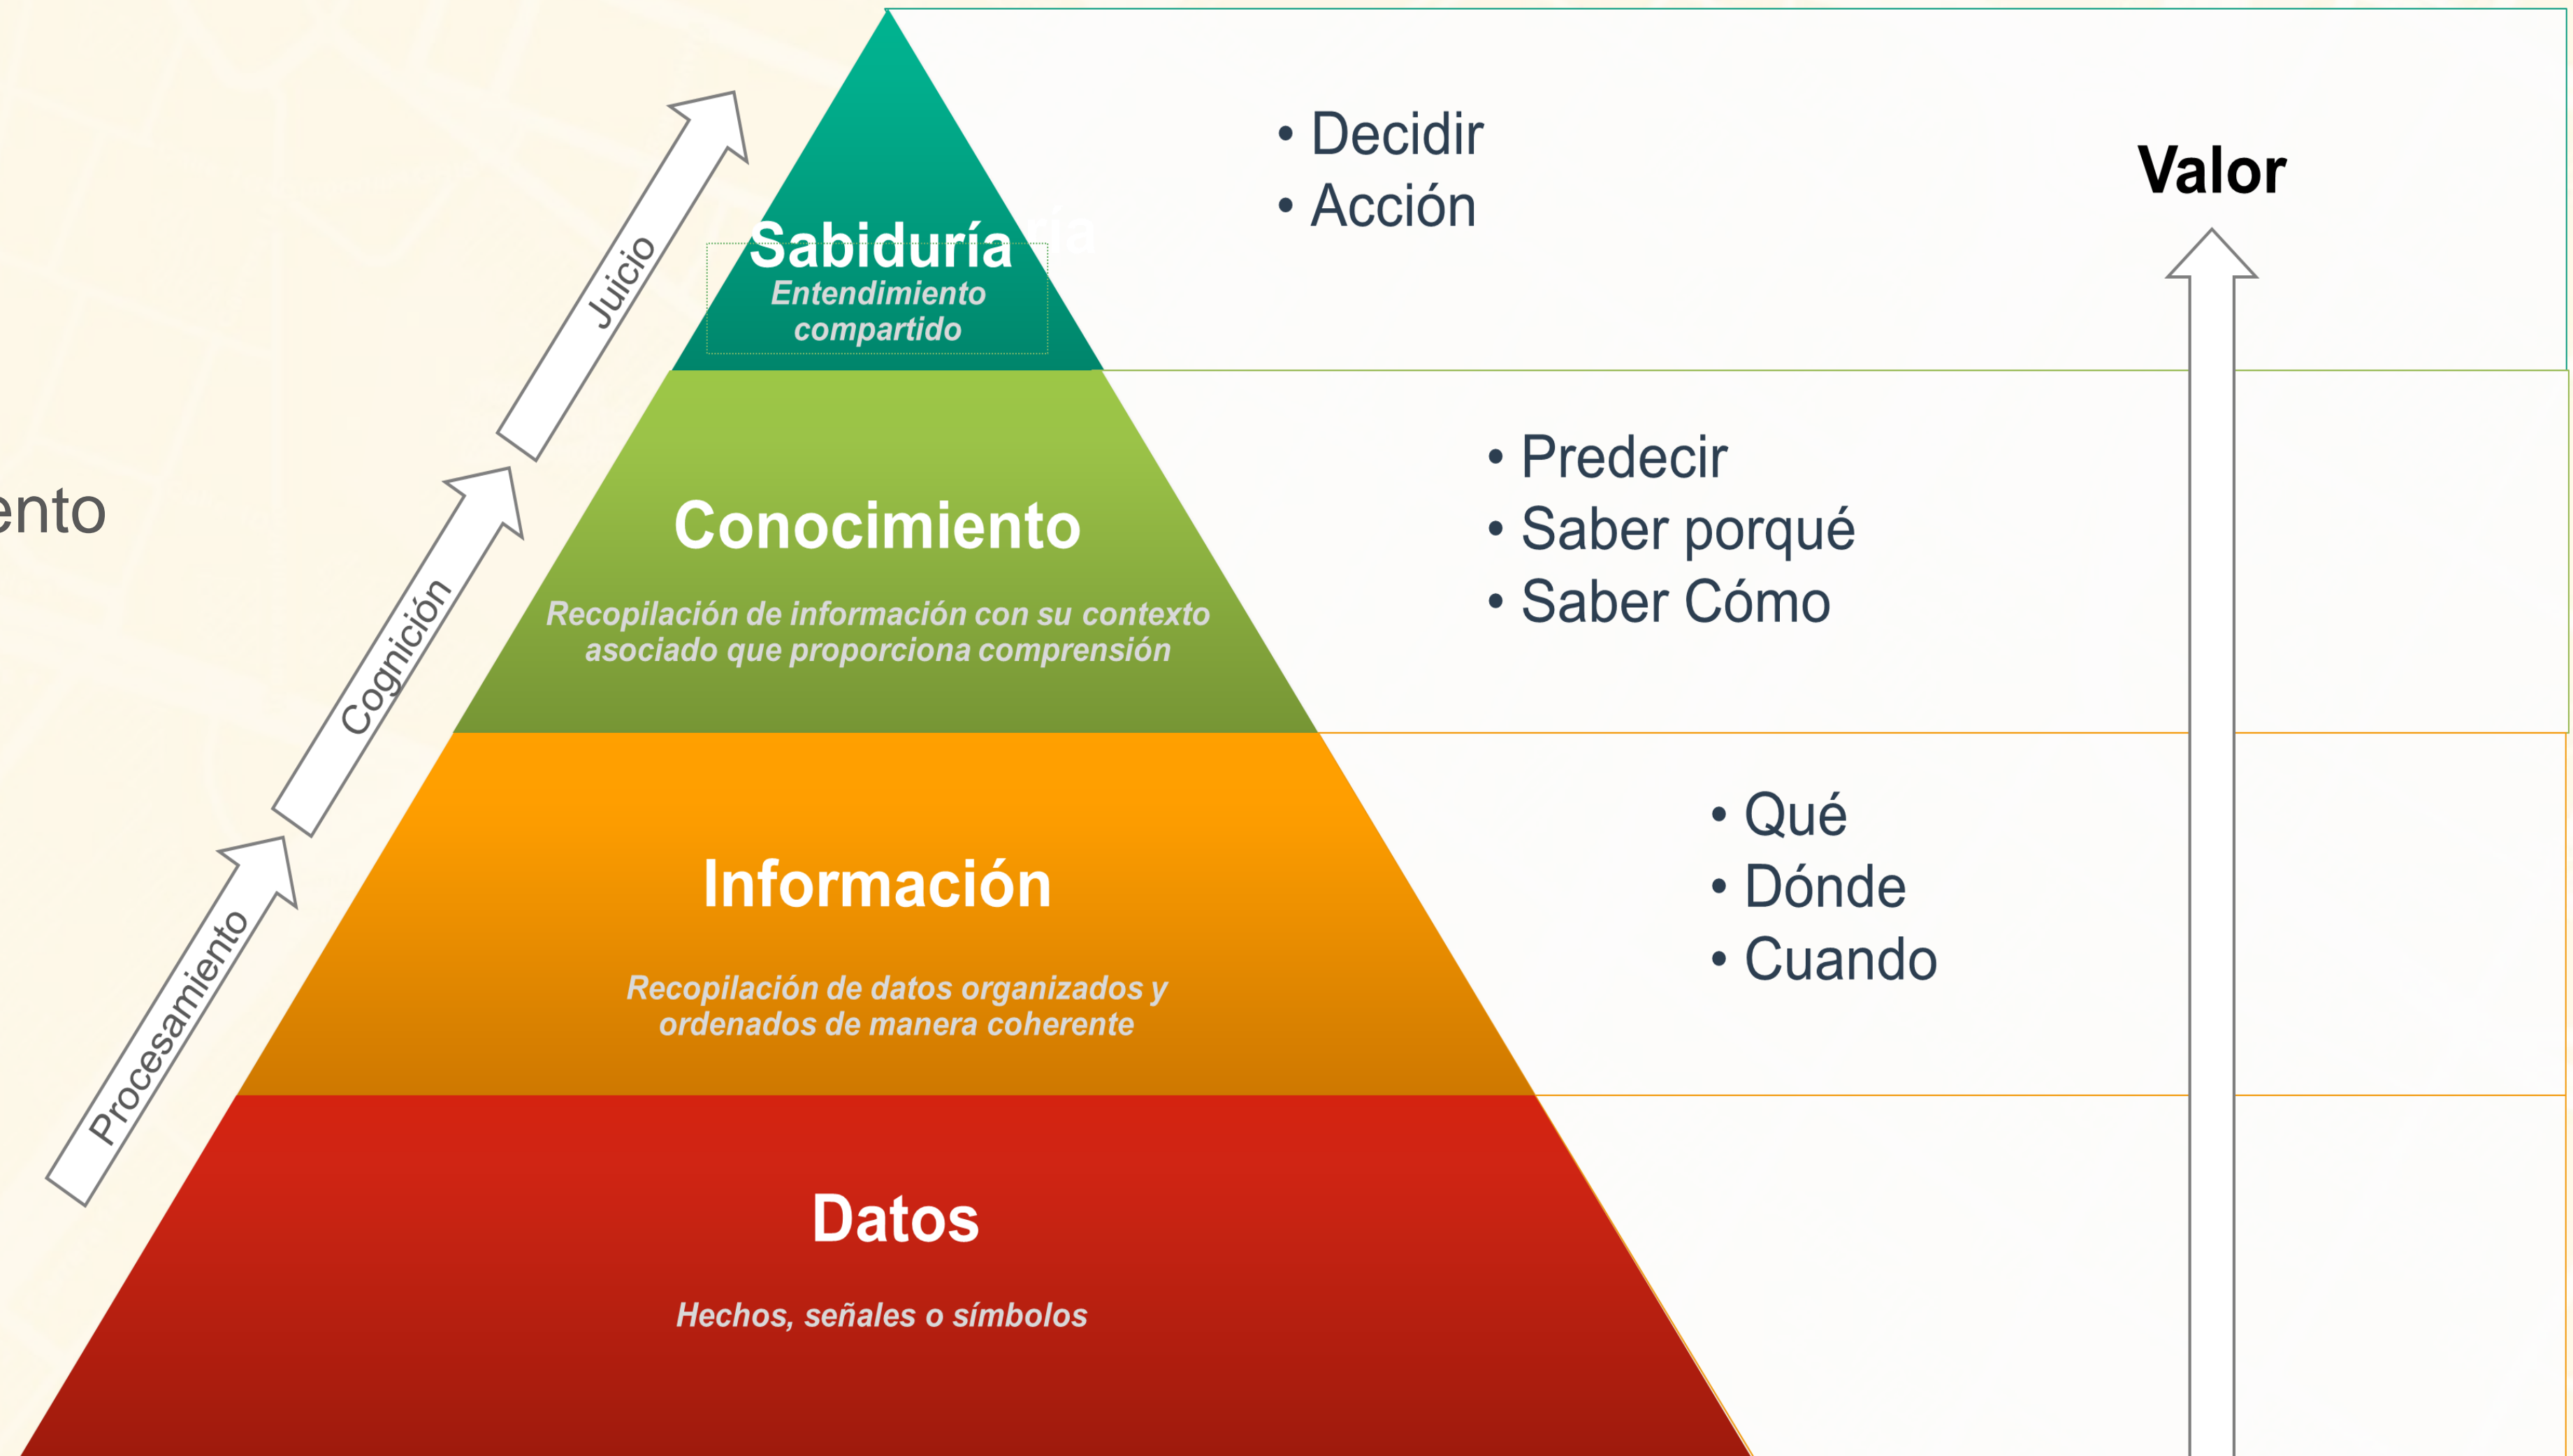 Sabiduría
Entendimiento
compartido
• Decidir
• Acción
Valor
Juicio
Conocimiento
Recopilación de información con su contexto
asociado que proporciona comprensión
• Predecir
• Saber porqué
• Saber Cómo
ento
Cognición
Información
Recopilación de datos organizados y
ordenados de manera coherente
• Qué
• Dónde
• Cuando
Procesamiento
Datos
Hechos, señales o símbolos